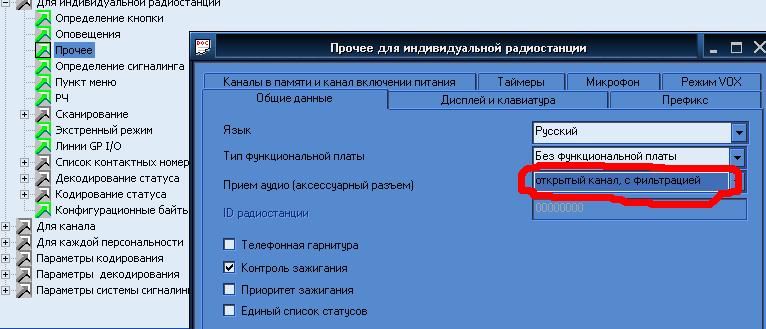 Для индивидуальной радиостанции
Определение кнопки
Оповещения
Прочее
Определение сигналинга
Пункт меню
РЧ
Сканирование
Экстренный режим
Линии GP I/O
Список контактных номер
Декодирование статуса
Кодирование статуса
Конфигурационные байть
Для канала
Для каждой персональности
Параметры кодирования
Параметры декодирования
Параметры системы сигналин
DOC
Прочее для индивидуальной радиостанции
Каналы в памяти и канал включении питания
Таймеры
Микрофон
Режим VOX
Общие данные
Дисплей и клавиатура
Префикс
Язык
Русский
Тип функциональной платы
Без функциональной платы
Прием аудио (аксессуарный разъем)
открытый канал, с фильтрацией
ID радиостанции
00000000
Телефонная гарнитура
Контроль зажигания
Приоритет зажигания
Единый список статусов